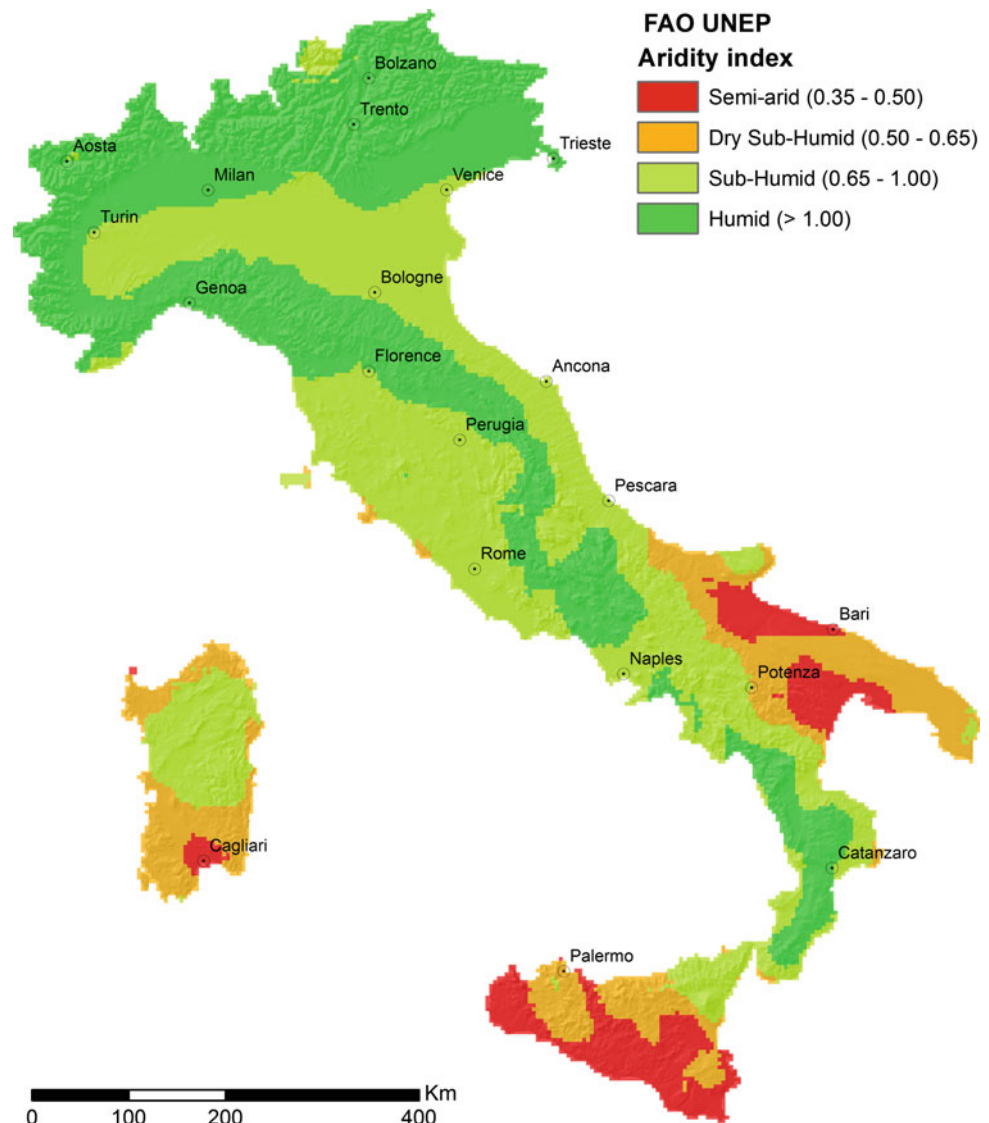 FAO UNEP
Aridity index
Semi-arid (0.35 - 0.50)
Dry Sub-Humid (0.50 - 0.65)
Sub-Humid (0.65 - 1.00)
Humid (> 1.00)
Bolzano
Trento
Aosta
Trieste
Milan
Venice
Turin
Bologne
Genoa
Florence
Ancona
Perugia
Pescara
Rome
Bari
Naples
Potenza
Cagliari
Catanzaro
Palermo
Km
0 100 200 400